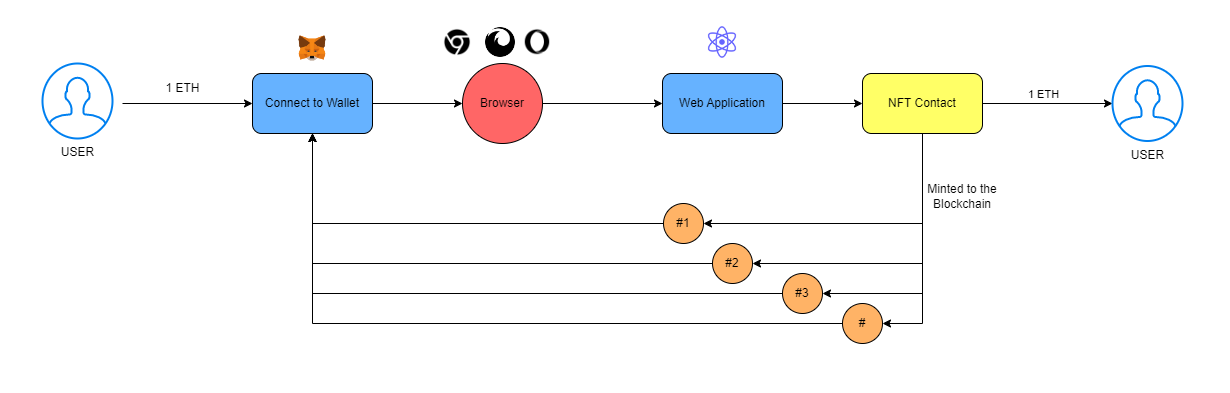 1 ETH
Connect to Wallet
Browser
Web Application
NFT Contact
1 ETH
USER
USER
Minted to the
Blockchain
#1
#2
#3
#